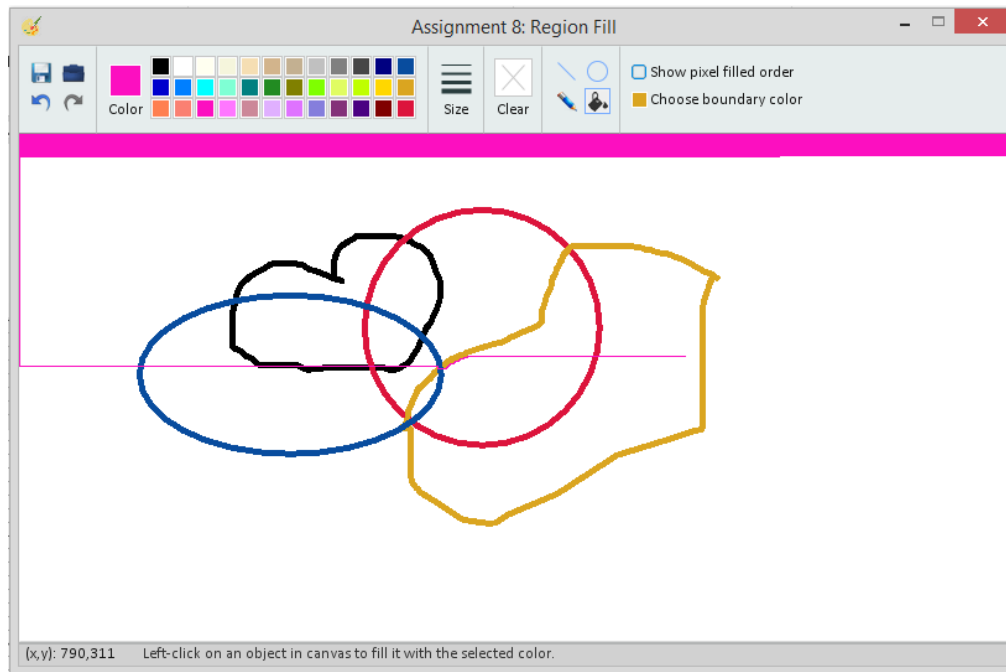 Assignment 8: Region Fill
Show pixel filled order
Choose boundary color
Color
Size
Clear
(x,y): 790,311 Left-click on an object in canvas to fill it with the selected color.